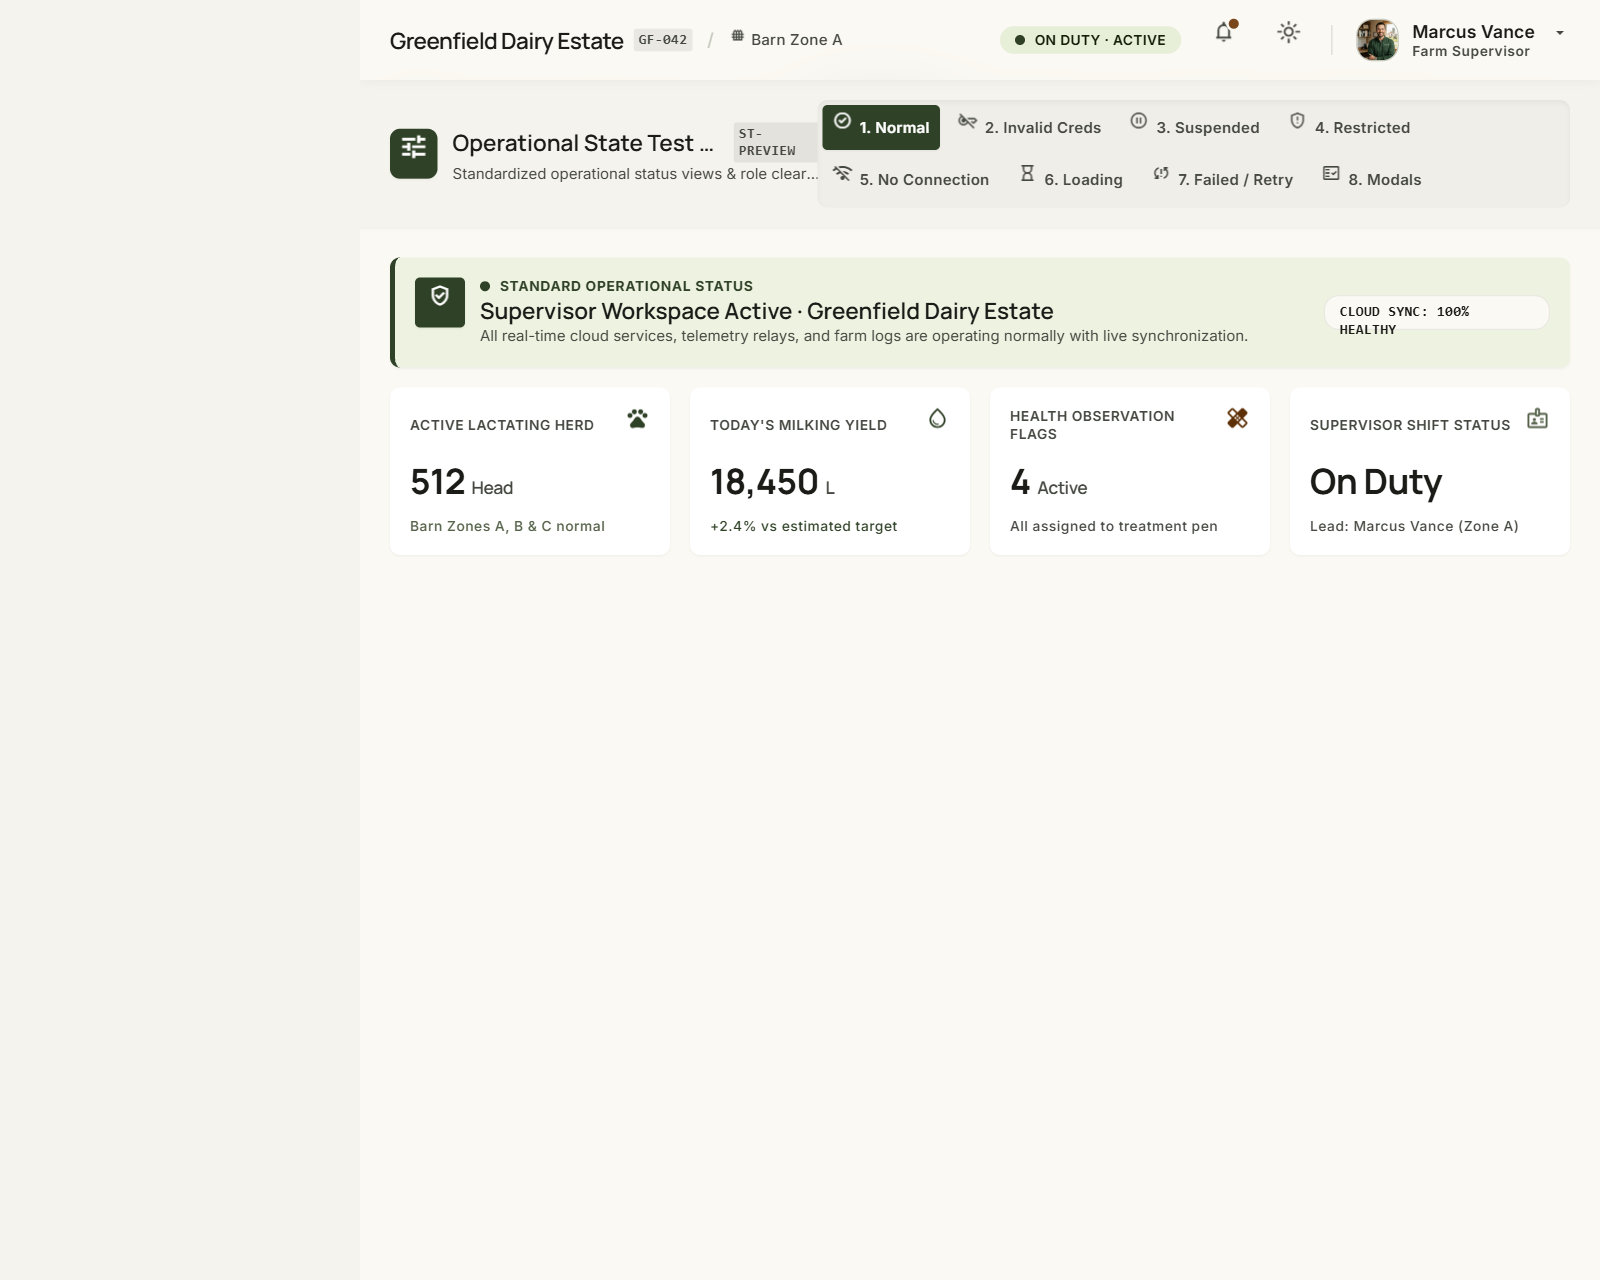 Greenfield Dairy Estate GF-042 / Barn Zone A
ON DUTY · ACTIVE
Marcus Vance
Farm Supervisor
Operational State Test ...
ST-
PREVIEW
Standardized operational status views & role clear...
1. Normal
2. Invalid Creds
3. Suspended
4. Restricted
5. No Connection
6. Loading
7. Failed / Retry
8. Modals
STANDARD OPERATIONAL STATUS
Supervisor Workspace Active · Greenfield Dairy Estate
All real-time cloud services, telemetry relays, and farm logs are operating normally with live synchronization.
CLOUD SYNC: 100%
HEALTHY
ACTIVE LACTATING HERD
512 Head
Barn Zones A, B & C normal
TODAY'S MILKING YIELD
18,450 L
+2.4% vs estimated target
HEALTH OBSERVATION
FLAGS
4 Active
All assigned to treatment pen
SUPERVISOR SHIFT STATUS
On Duty
Lead: Marcus Vance (Zone A)